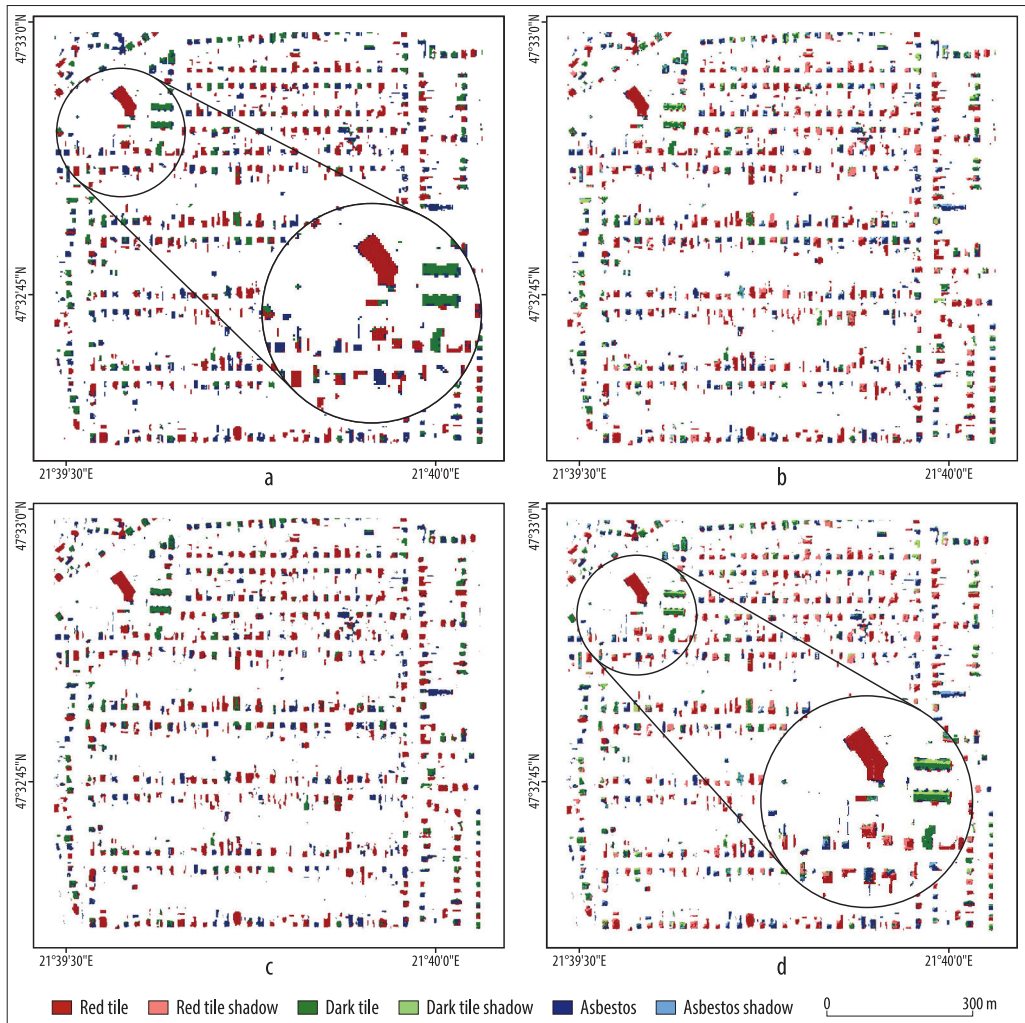 47°33'0"N
47°32'45"N
21°39'30"E
21°40'0"E
a
21°39'30"E
21°40'0"E
b
47°33'0"N
47°32'45"N
47°33'0"N
47°32'45"N
21°39'30"E
21°40'0"E
c
47°33'0"N
47°32'45"N
21°39'30"E
21°40'0"E
d
Red tile
Red tile shadow
Dark tile
Dark tile shadow
Asbestos
Asbestos shadow
0
300 m